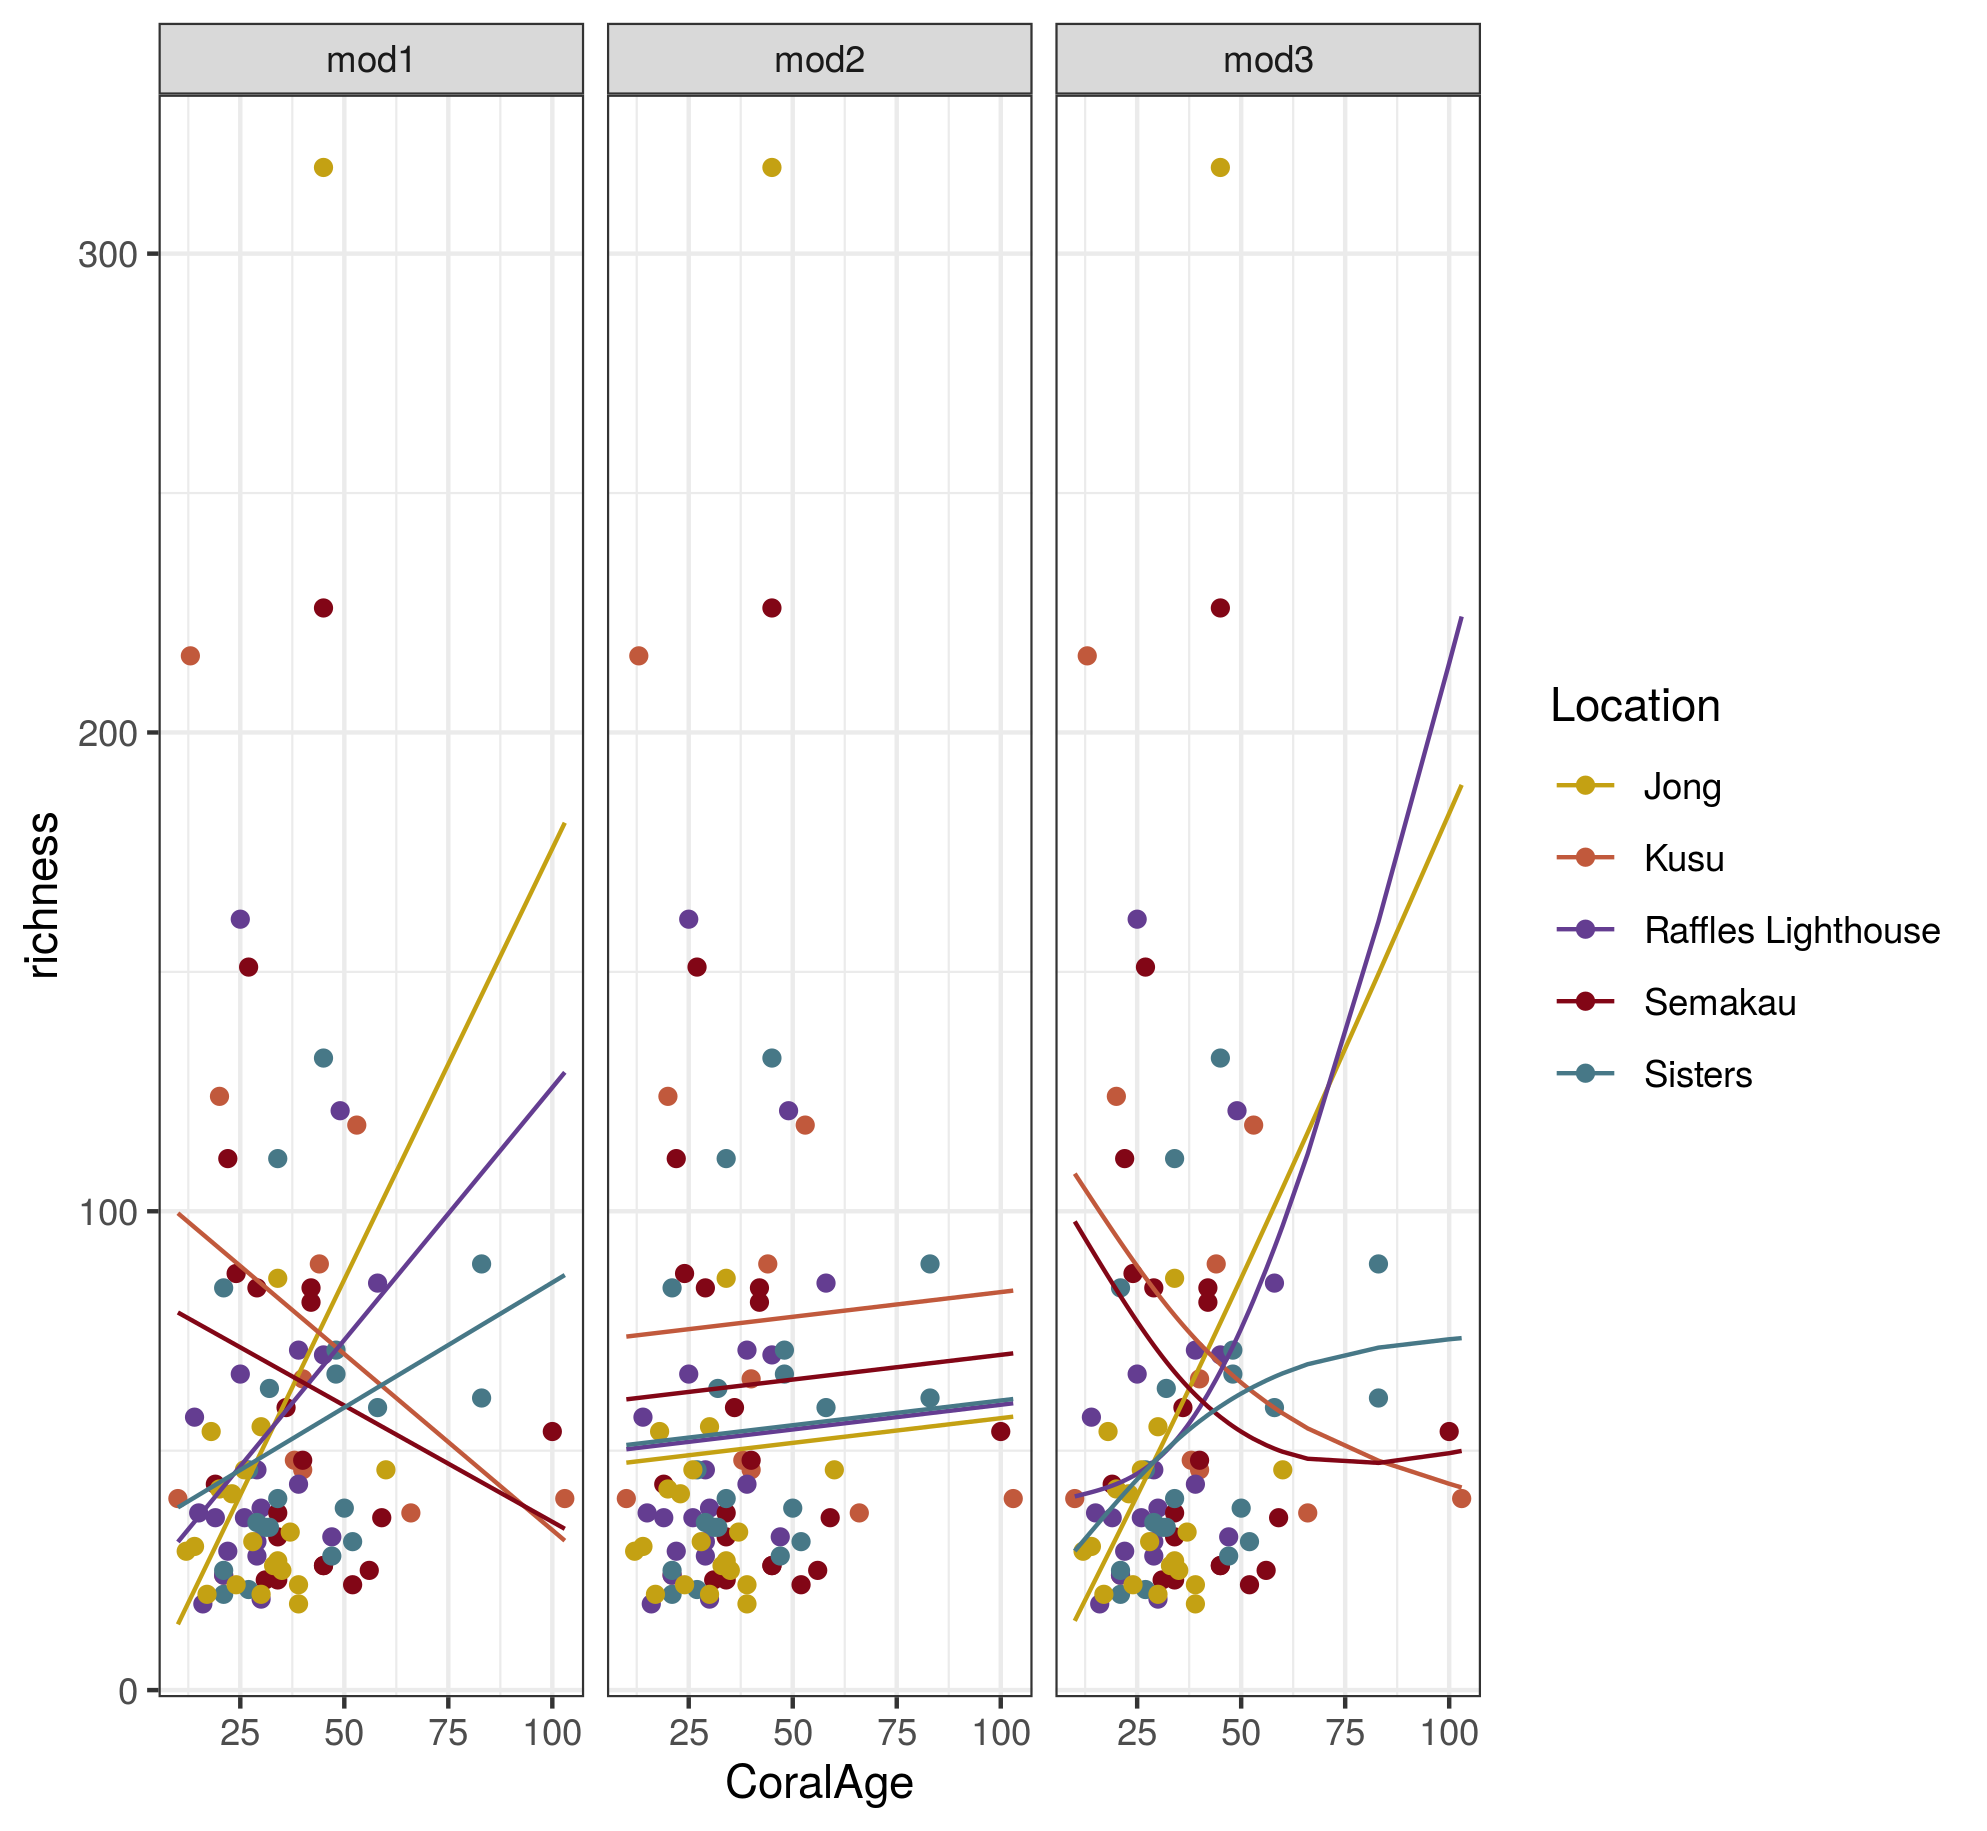 mod1 mod2 mod3
300
200
100
0
richness
25 50 75 100 25 50 75 100 25 50 75 100
CoralAge
Location
Jong
Kusu
Raffles Lighthouse
Semakau
Sisters